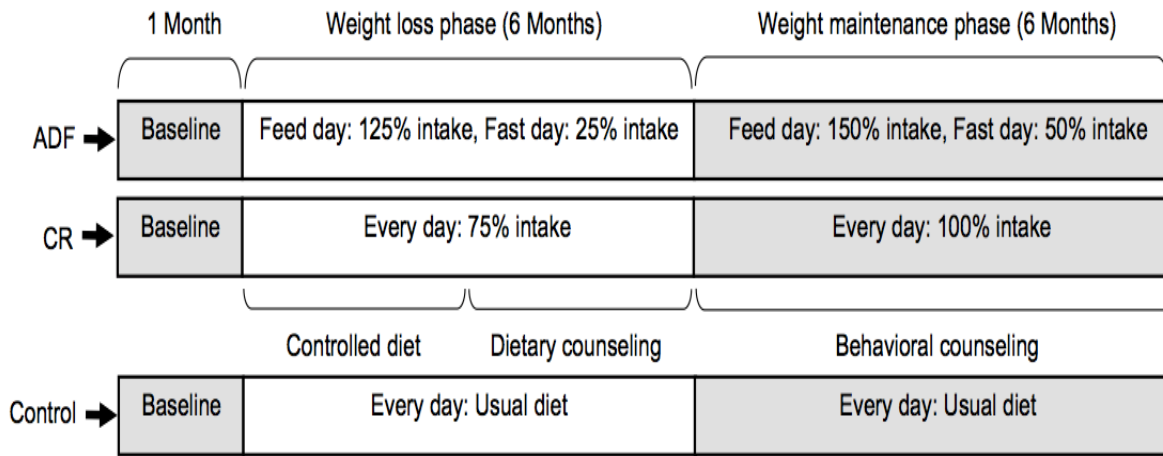 1 Month Weight loss phase (6 Months) Weight maintenance phase (6 Months)
ADF Baseline Feed day: 125% intake, Fast day: 25% intake Feed day: 150% intake, Fast day: 50% intake
CR Baseline Every day: 75% intake Every day: 100% intake
Controlled diet Dietary counseling Behavioral counseling
Control Baseline Every day: Usual diet Every day: Usual diet